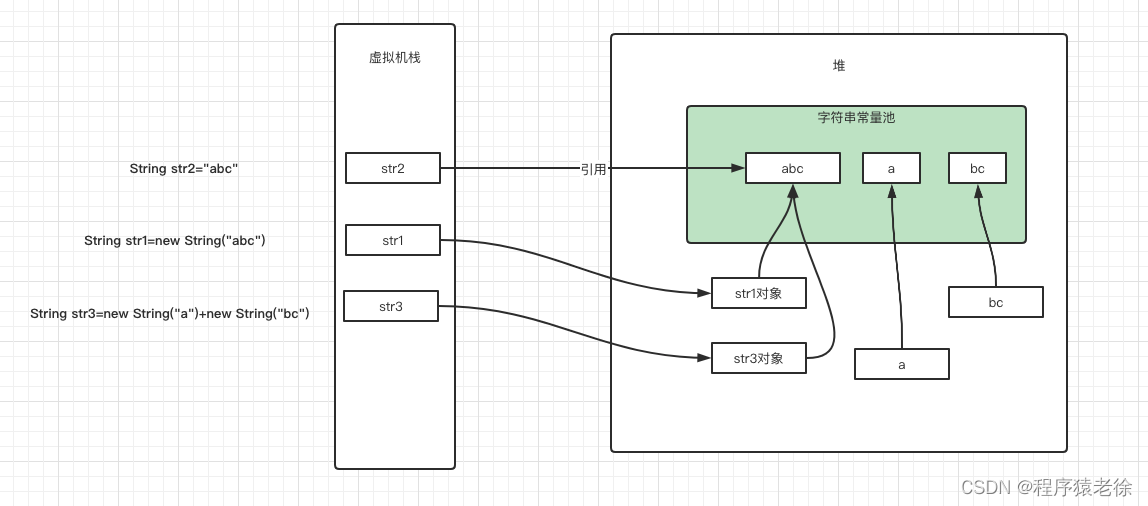 虚拟机栈
堆
字符串常量池
String str2="abc"
str2
引用
abc
a
bc
String str1=new String("abc")
str1
str1对象
bc
String str3=new String("a")+new String("bc")
str3
str3对象
a
CSDN @程序猿老徐